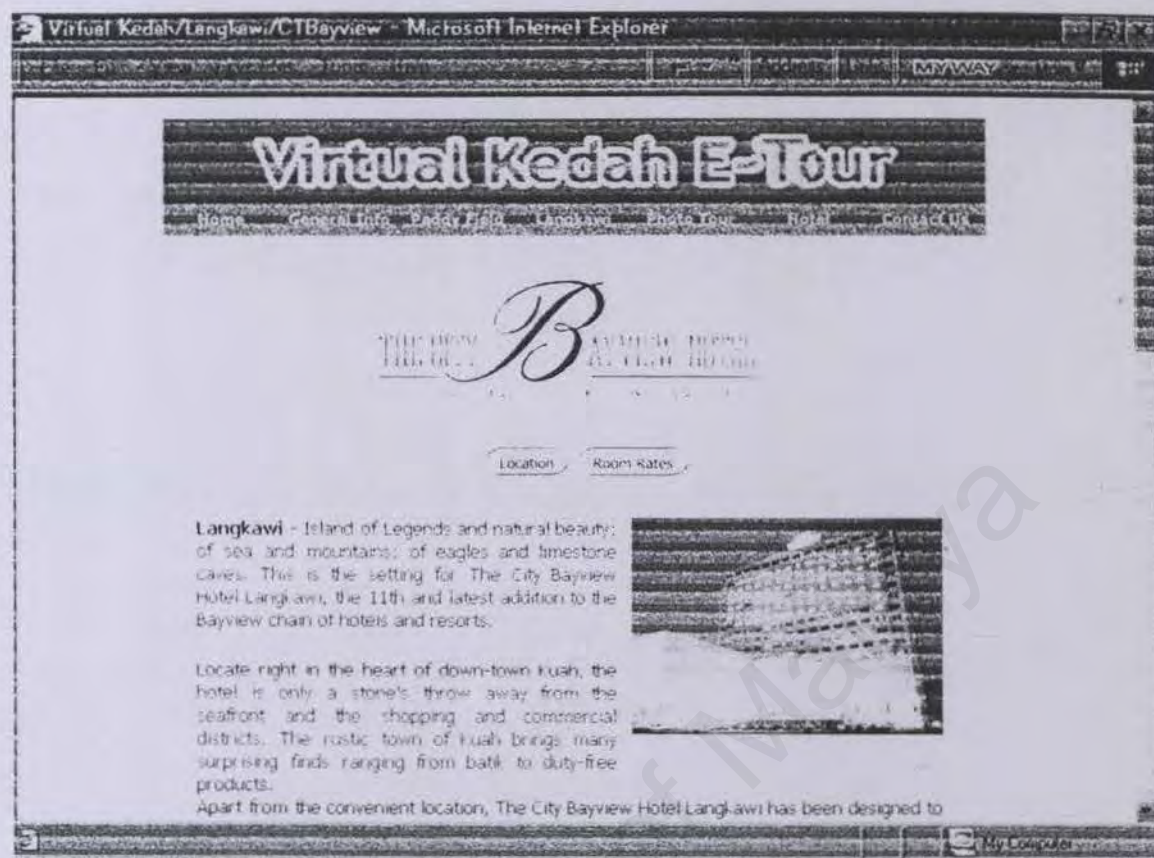 Virtual Kedah/Langkawi/CTBayview - Microsoft Internet Explorer
MYWAY
Virtual Kedah E-Tour
Home General Info Paddy Field Langkawi Photo Tour Hotel Contact Us
THE CITY BAYVIEW HOTEL
Location Room Rates
Langkawi - Island of Legends and natural beauty;
of sea and mountains; of eagles and limestone
caves. This is the setting for The City Bayview
Hotel Langkawi, the 11th and latest addition to the
Bayview chain of hotels and resorts.
Locate right in the heart of down-town Kuah, the
hotel is only a stone's throw away from the
seafront and the shopping and commercial
districts. The rustic town of Kuah brings many
surprising finds ranging from batik to duty-free
products.
Apart from the convenient location, The City Bayview Hotel Langkawi has been designed to
My Computer
of Malaya